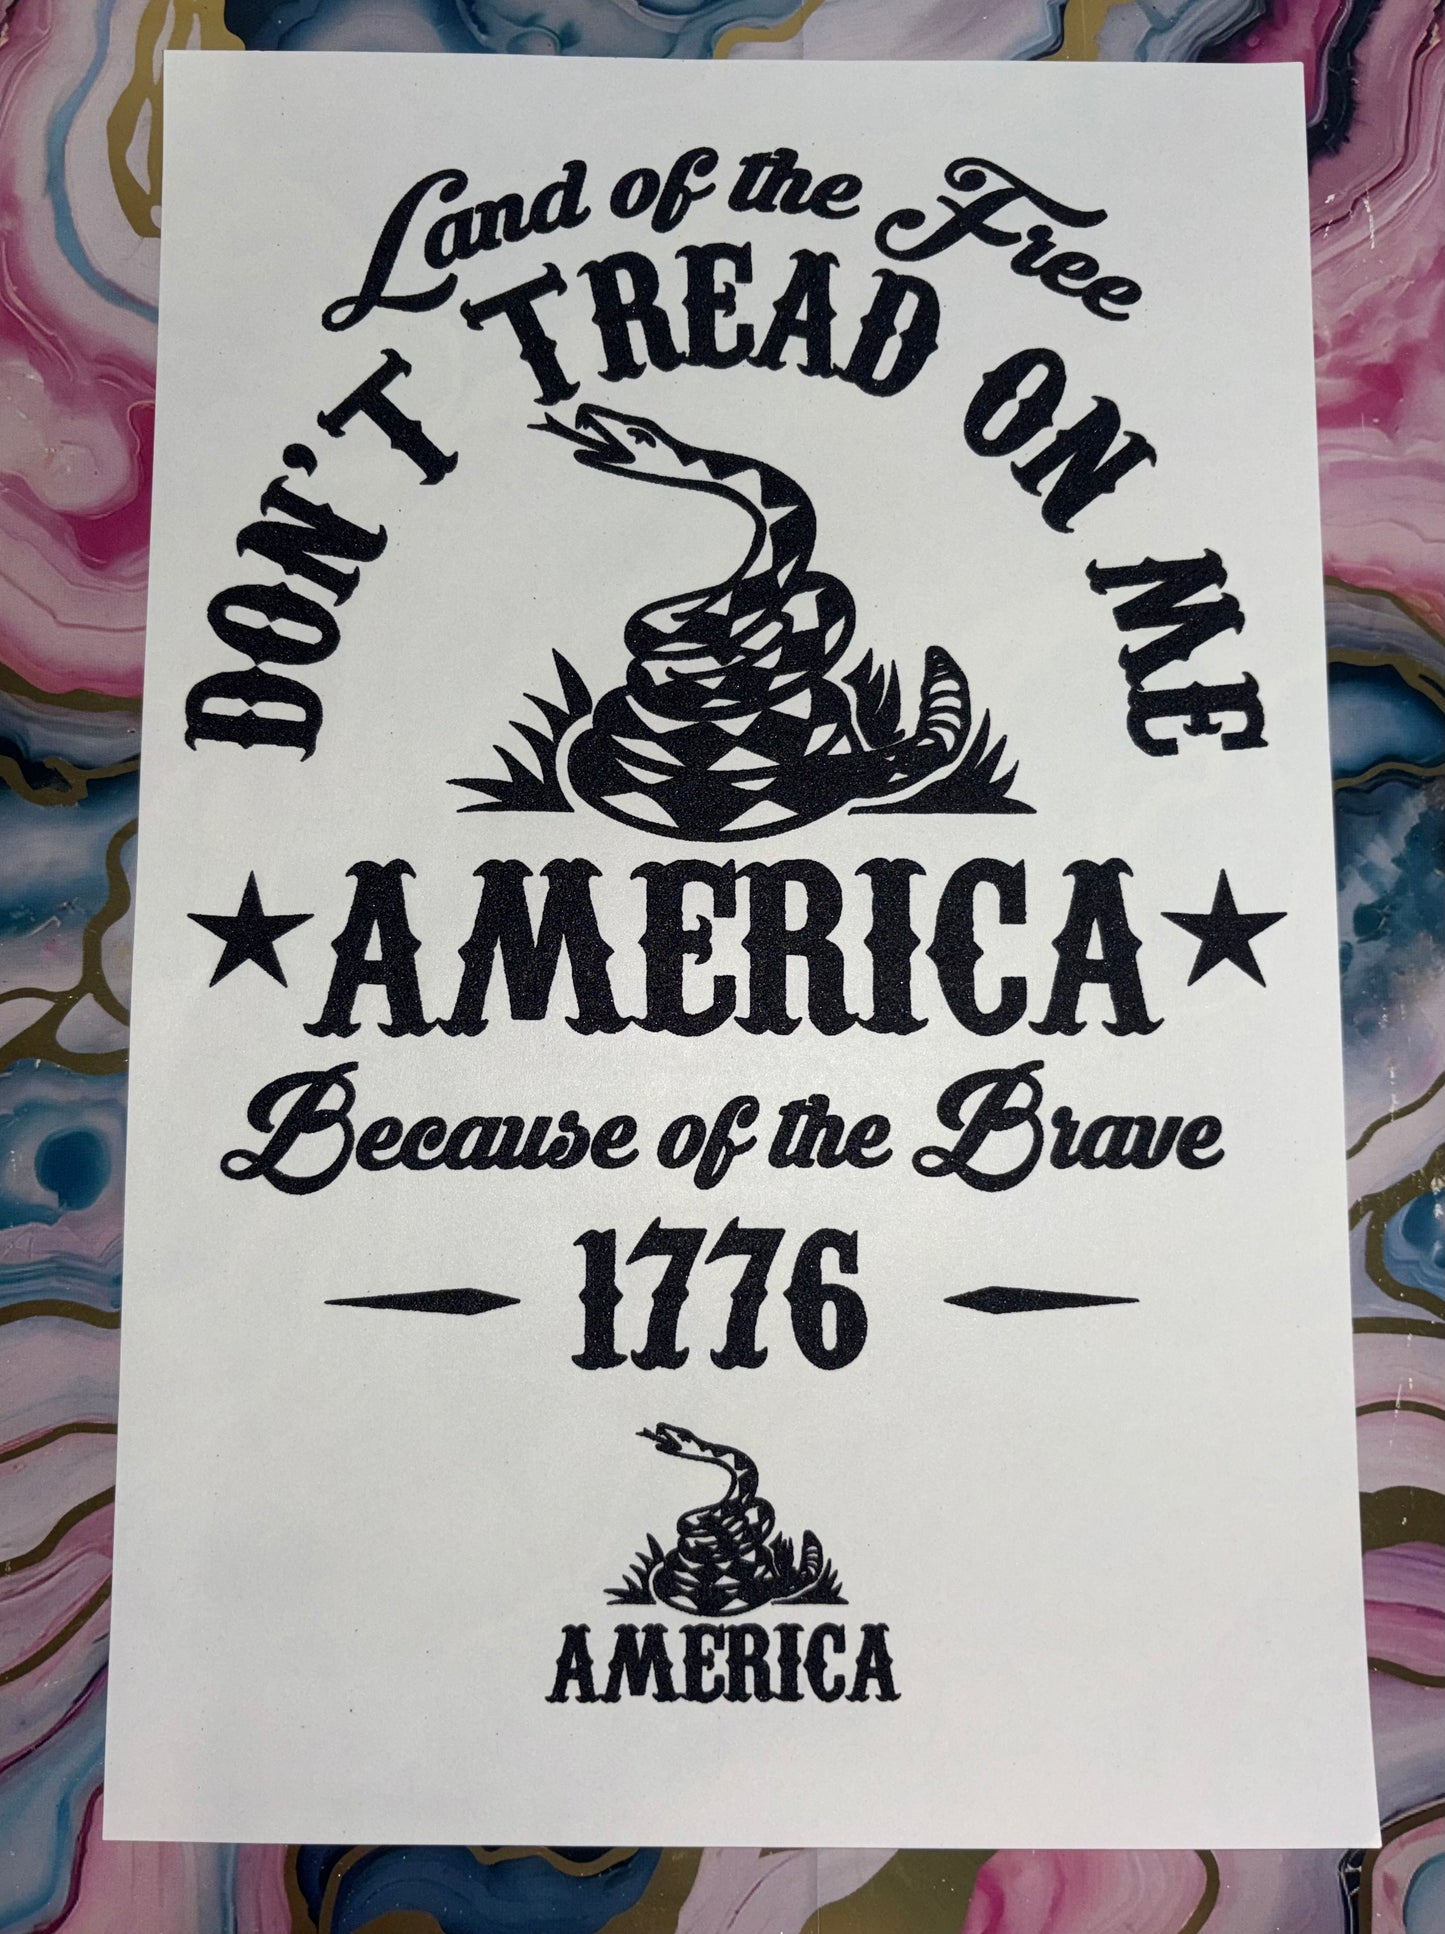 Land of the Free
DON'T TREAD ON ME
AMERICA
Because of the Brave
1776
AMERICA